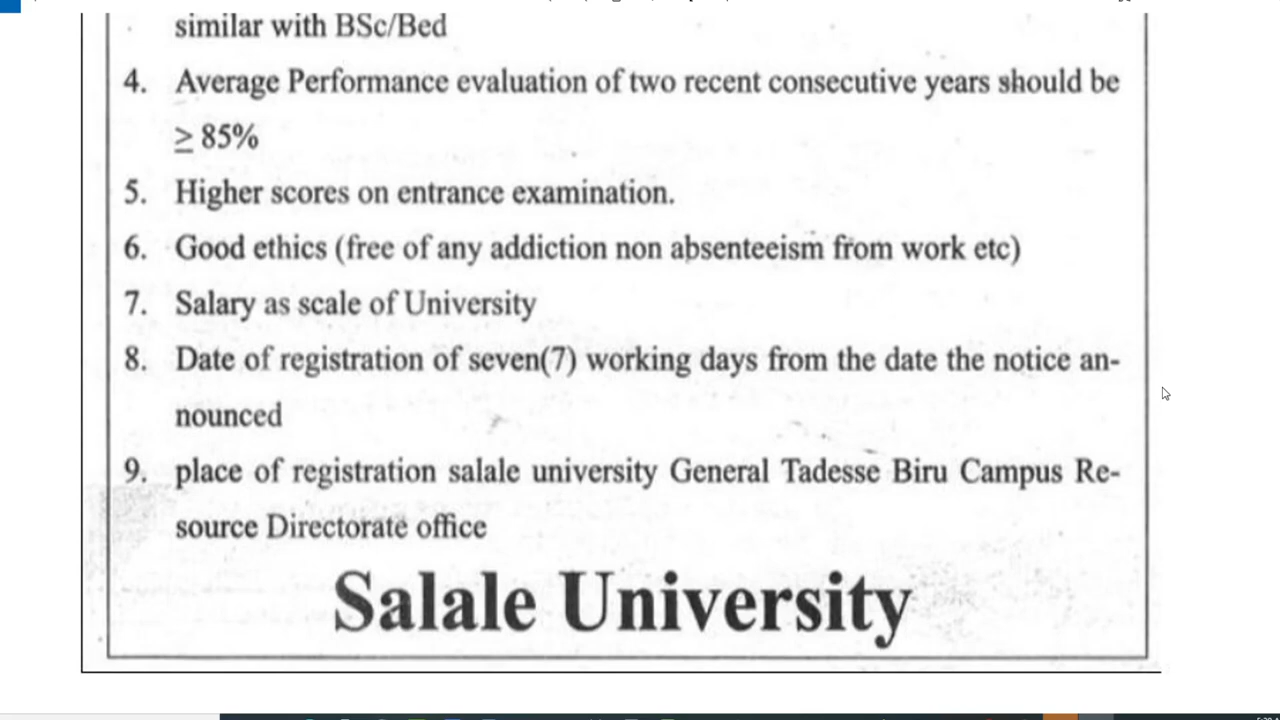 similar with BSc/Bed
4. Average Performance evaluation of two recent consecutive years should be
≥ 85%
5. Higher scores on entrance examination.
6. Good ethics (free of any addiction non absenteeism from work etc)
7. Salary as scale of University
8. Date of registration of seven(7) working days from the date the notice an-
nounced
9. place of registration salale university General Tadesse Biru Campus Re-
source Directorate office
Salale University